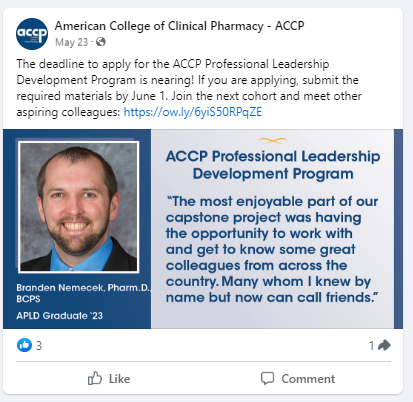 accp
American College of Clinical Pharmacy - ACCP
May 23 ·
The deadline to apply for the ACCP Professional Leadership
Development Program is nearing! If you are applying, submit the
required materials by June 1. Join the next cohort and meet other
aspiring colleagues: https://ow.ly/6yiS50RPqZE
ACCP Professional Leadership
Development Program
“The most enjoyable part of our
capstone project was having
the opportunity to work with
and get to know some great
colleagues from across the
country. Many whom I knew by
name but now can call friends.”
Branden Nemecek, Pharm.D.,
BCPS
APLD Graduate ‘23
3
1
Like
Comment